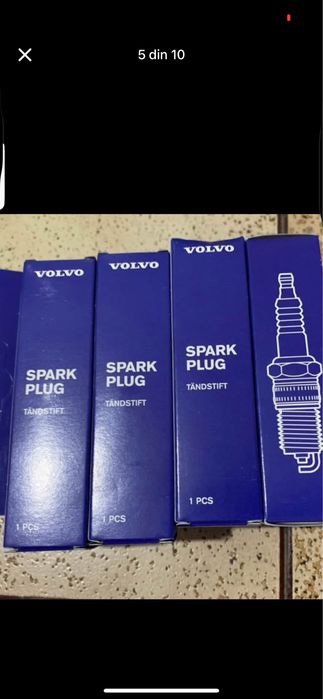 5 din 10
VOLVO
SPARK
PLUG
TÄNDSTIFT
1 PCS
VOLVO
SPARK
PLUG
TÄNDSTIFT
1 PCS
VOLVO
SPARK
PLUG
TÄNDSTIFT
1 PCS